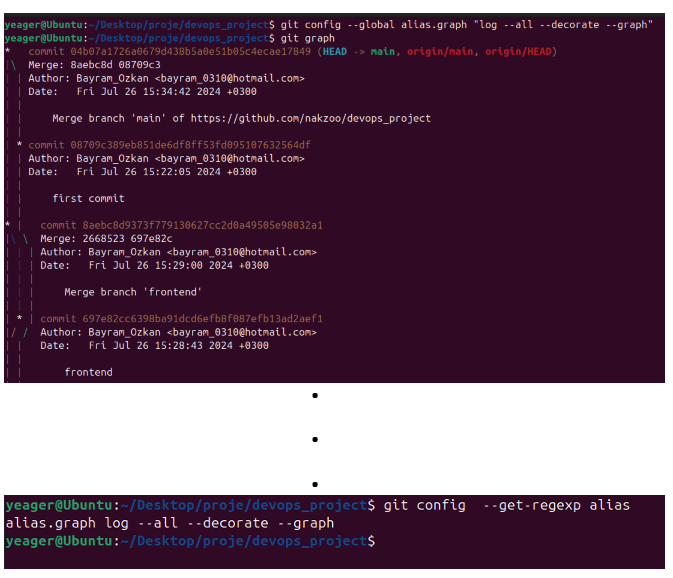 yeager@Ubuntu:~/Desktop/proje/devops_project$ git config --global alias.graph "log --all --decorate --graph"
yeager@Ubuntu:~/Desktop/proje/devops_project$ git graph
*   commit 04b07a1726a0679d438b5a0e51b05c4ecae17849 (HEAD -> main, origin/main, origin/HEAD)
|\  Merge: 8aebc8d 08709c3
| | Author: Bayram_Ozkan <bayram_0310@hotmail.com>
| | Date:   Fri Jul 26 15:34:42 2024 +0300
| |
| |     Merge branch 'main' of https://github.com/nakzoo/devops_project
| |
| * commit 08709c389eb851de6df8ff53fd095107632564df
| | Author: Bayram_Ozkan <bayram_0310@hotmail.com>
| | Date:   Fri Jul 26 15:22:05 2024 +0300
| |
| |     first commit
| |
* |   commit 8aebc8d9373f779130627cc2d0a49505e98032a1
|\ \  Merge: 2668523 697e82c
| | | Author: Bayram_Ozkan <bayram_0310@hotmail.com>
| | | Date:   Fri Jul 26 15:29:00 2024 +0300
| | |
| | |     Merge branch 'frontend'
| | |
| * | commit 697e82cc6398ba91dcd6efb8f087efb13ad2aef1
|/ /  Author: Bayram_Ozkan <bayram_0310@hotmail.com>
| |   Date:   Fri Jul 26 15:28:43 2024 +0300
| |
| |       frontend
yeager@Ubuntu:~/Desktop/proje/devops_project$ git config  --get-regexp alias
alias.graph log --all --decorate --graph
yeager@Ubuntu:~/Desktop/proje/devops_project$